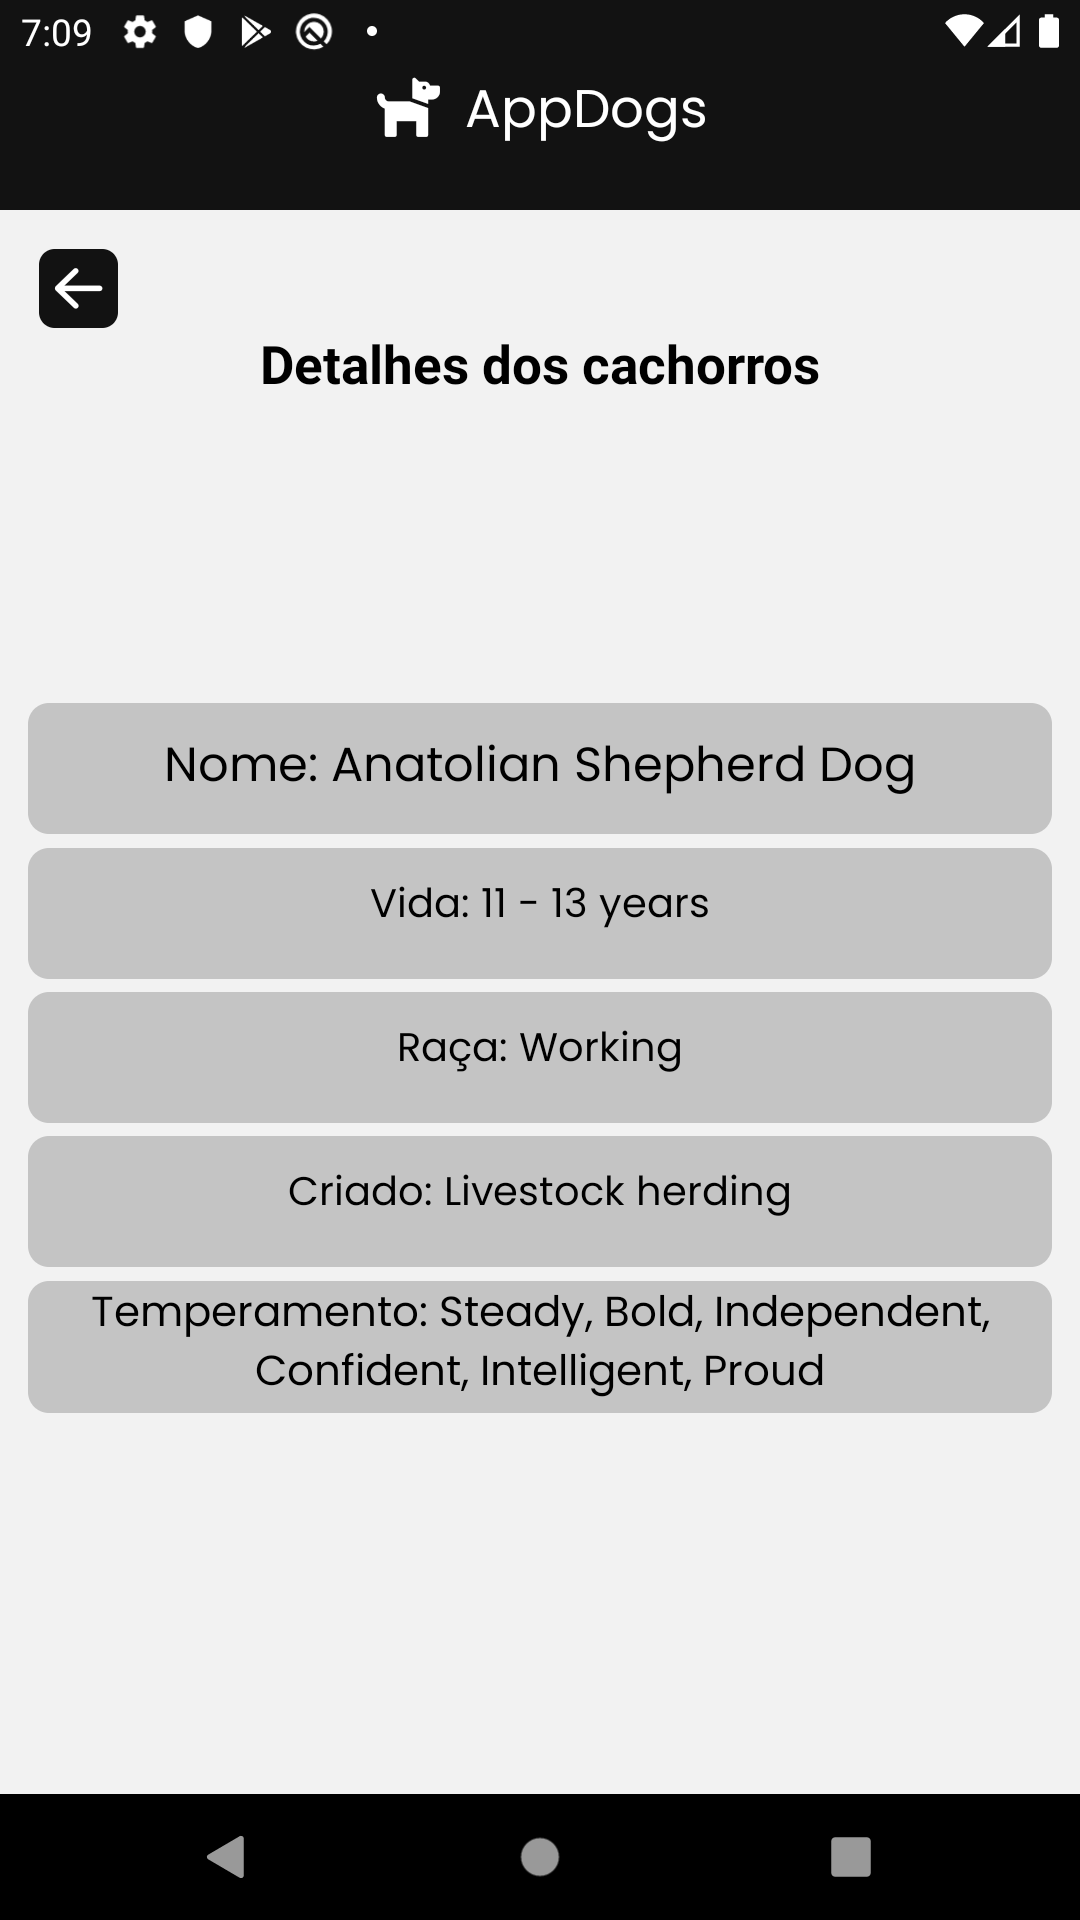 7:09
AppDogs
Detalhes dos cachorros
Nome: Anatolian Shepherd Dog
Vida: 11 - 13 years
Raça: Working
Criado: Livestock herding
Temperamento: Steady, Bold, Independent,
Confident, Intelligent, Proud